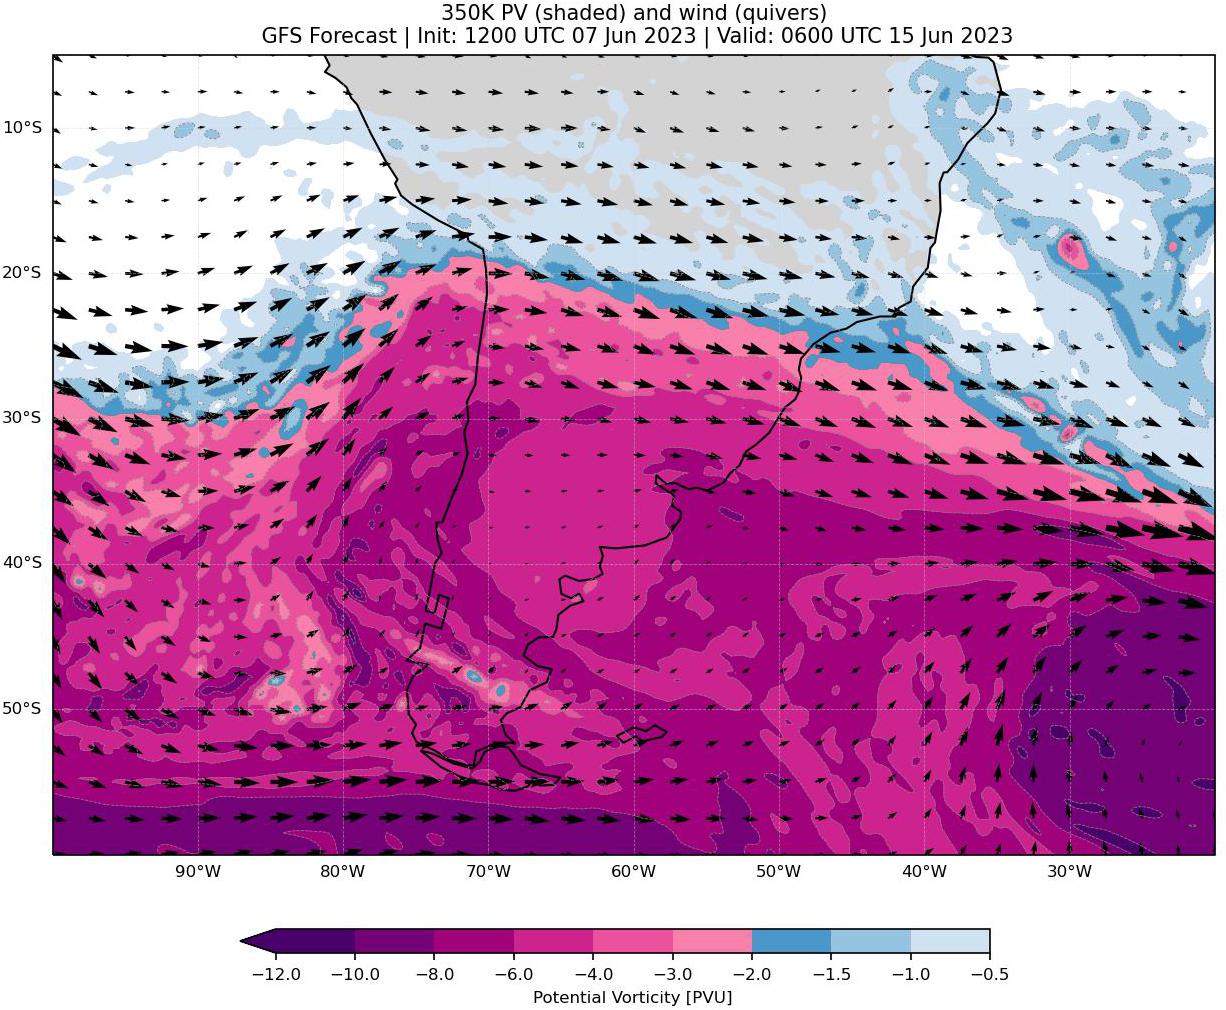 350K PV (shaded) and wind (quivers)
GFS Forecast | Init: 1200 UTC 07 Jun 2023 | Valid: 0600 UTC 15 Jun 2023
10°S
20°S
30°S
40°S
50°S
90°W 80°W 70°W 60°W 50°W 40°W 30°W
−12.0 −10.0 −8.0 −6.0 −4.0 −3.0 −2.0 −1.5 −1.0 −0.5
Potential Vorticity [PVU]